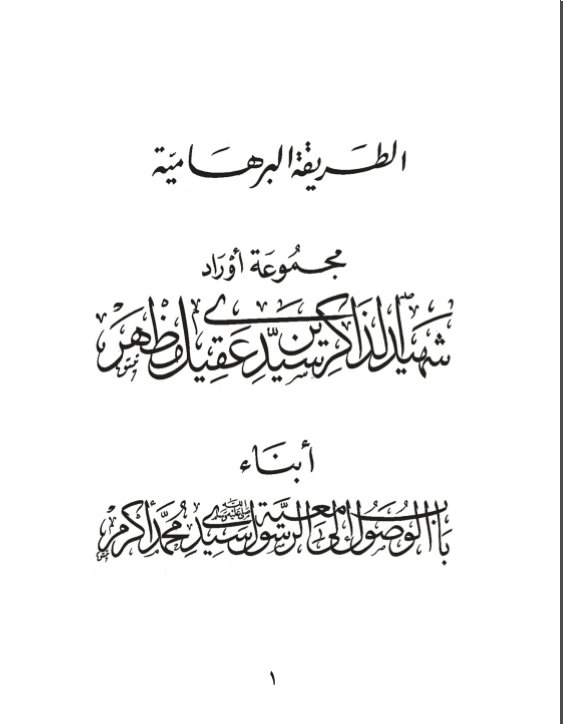 الطريقة البرهامية
مجموعة أوراد
شهيد الذاكرين سيدي عقيل مظهر
أبناء
باب الوصول إلى معية الرسول ﷺ سيدي محمد أكرم
١